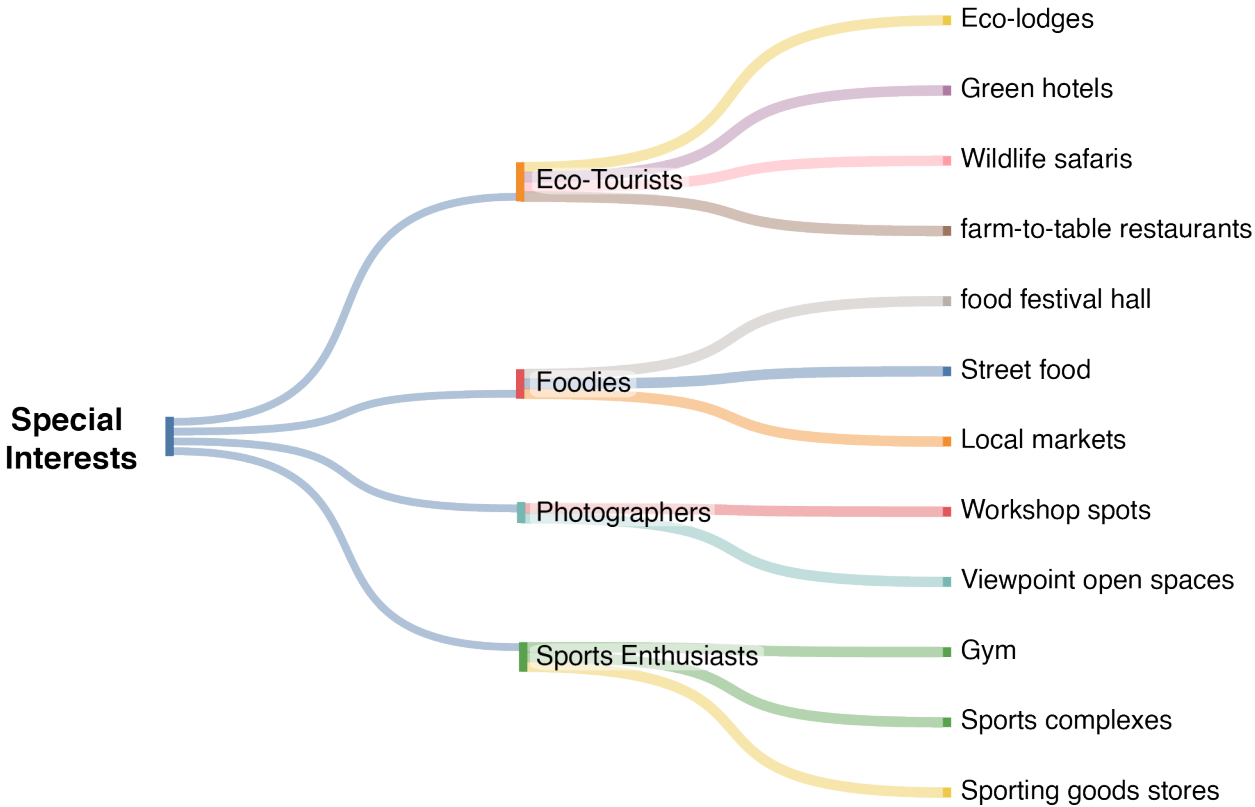 Special
Interests
Eco-Tourists
Foodies
Photographers
Sports Enthusiasts
Eco-lodges
Green hotels
Wildlife safaris
farm-to-table restaurants
food festival hall
Street food
Local markets
Workshop spots
Viewpoint open spaces
Gym
Sports complexes
Sporting goods stores